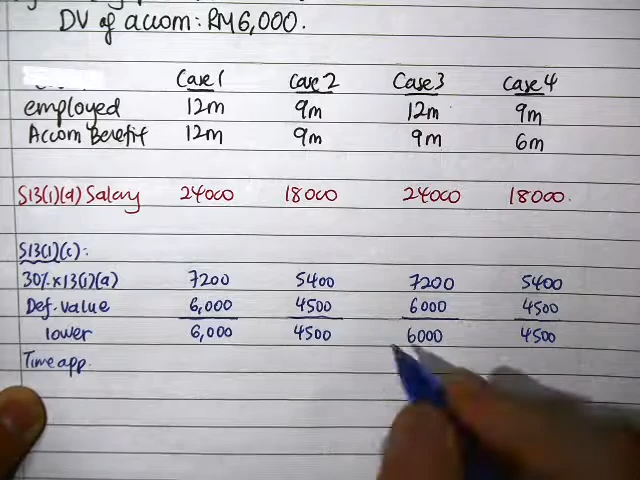 DV of accom: RM6,000.
Case 1 Case 2 Case 3 Case 4
employed 12m 9m 12m 9m
Accom Benefit 12m 9m 9m 6m
S13(1)(a) Salary 24000 18000 24000 18000.
S13(1)(c):
30% x 13(1)(a) 7200 5400 7200 5400
Def. value 6,000 4500 6000 4500
lower 6,000 4500 6000 4500
Time app.